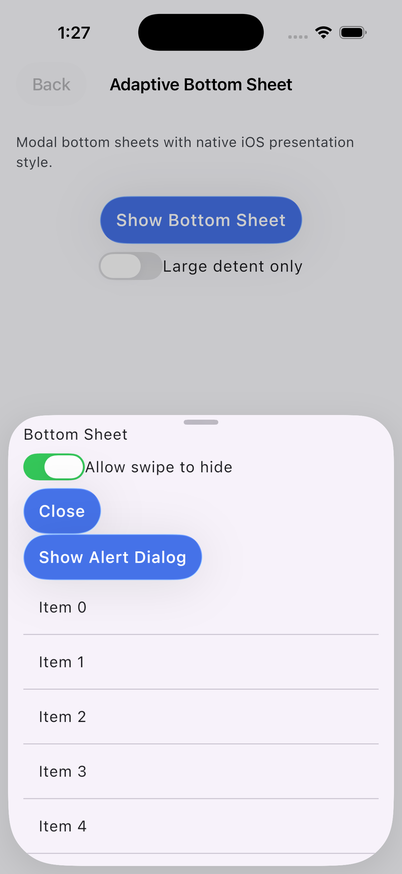 1:27
Back
Adaptive Bottom Sheet
Modal bottom sheets with native iOS presentation
style.
Show Bottom Sheet
Large detent only
Bottom Sheet
Allow swipe to hide
Close
Show Alert Dialog
Item 0
Item 1
Item 2
Item 3
Item 4